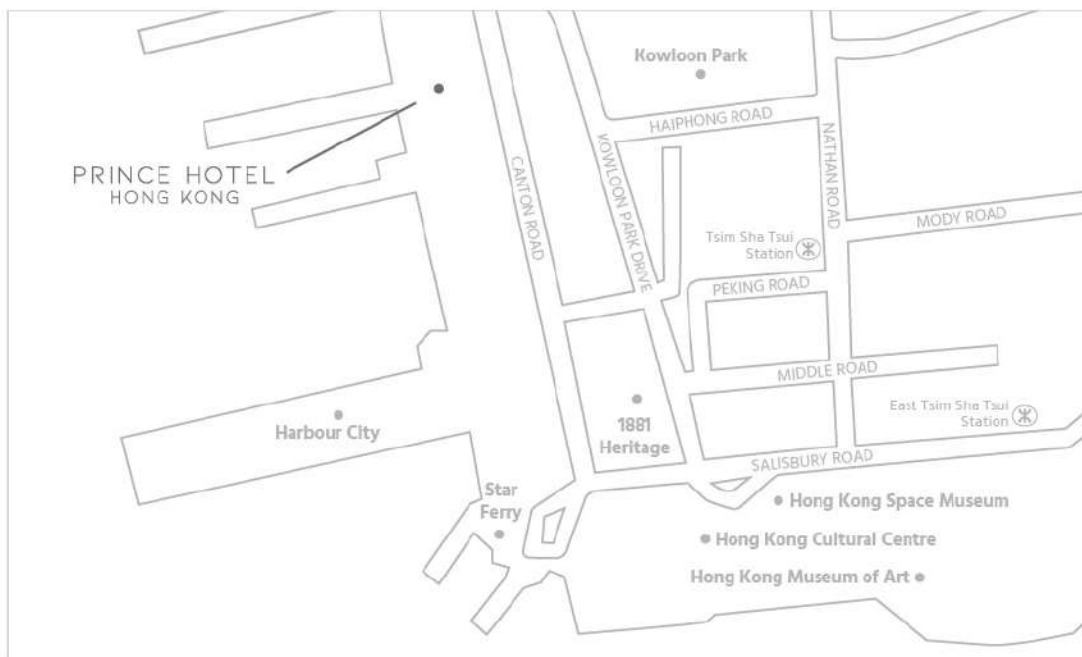 Kowloon Park
HAIPHONG ROAD
PRINCE HOTEL
HONG KONG
CANTON ROAD
KOWLOON PARK DRIVE
NATHAN ROAD
MODY ROAD
Tsim Sha Tsui
Station
PEKING ROAD
MIDDLE ROAD
Harbour City
1881
Heritage
East Tsim Sha Tsui
Station
SALISBURY ROAD
Star
Ferry
Hong Kong Space Museum
Hong Kong Cultural Centre
Hong Kong Museum of Art